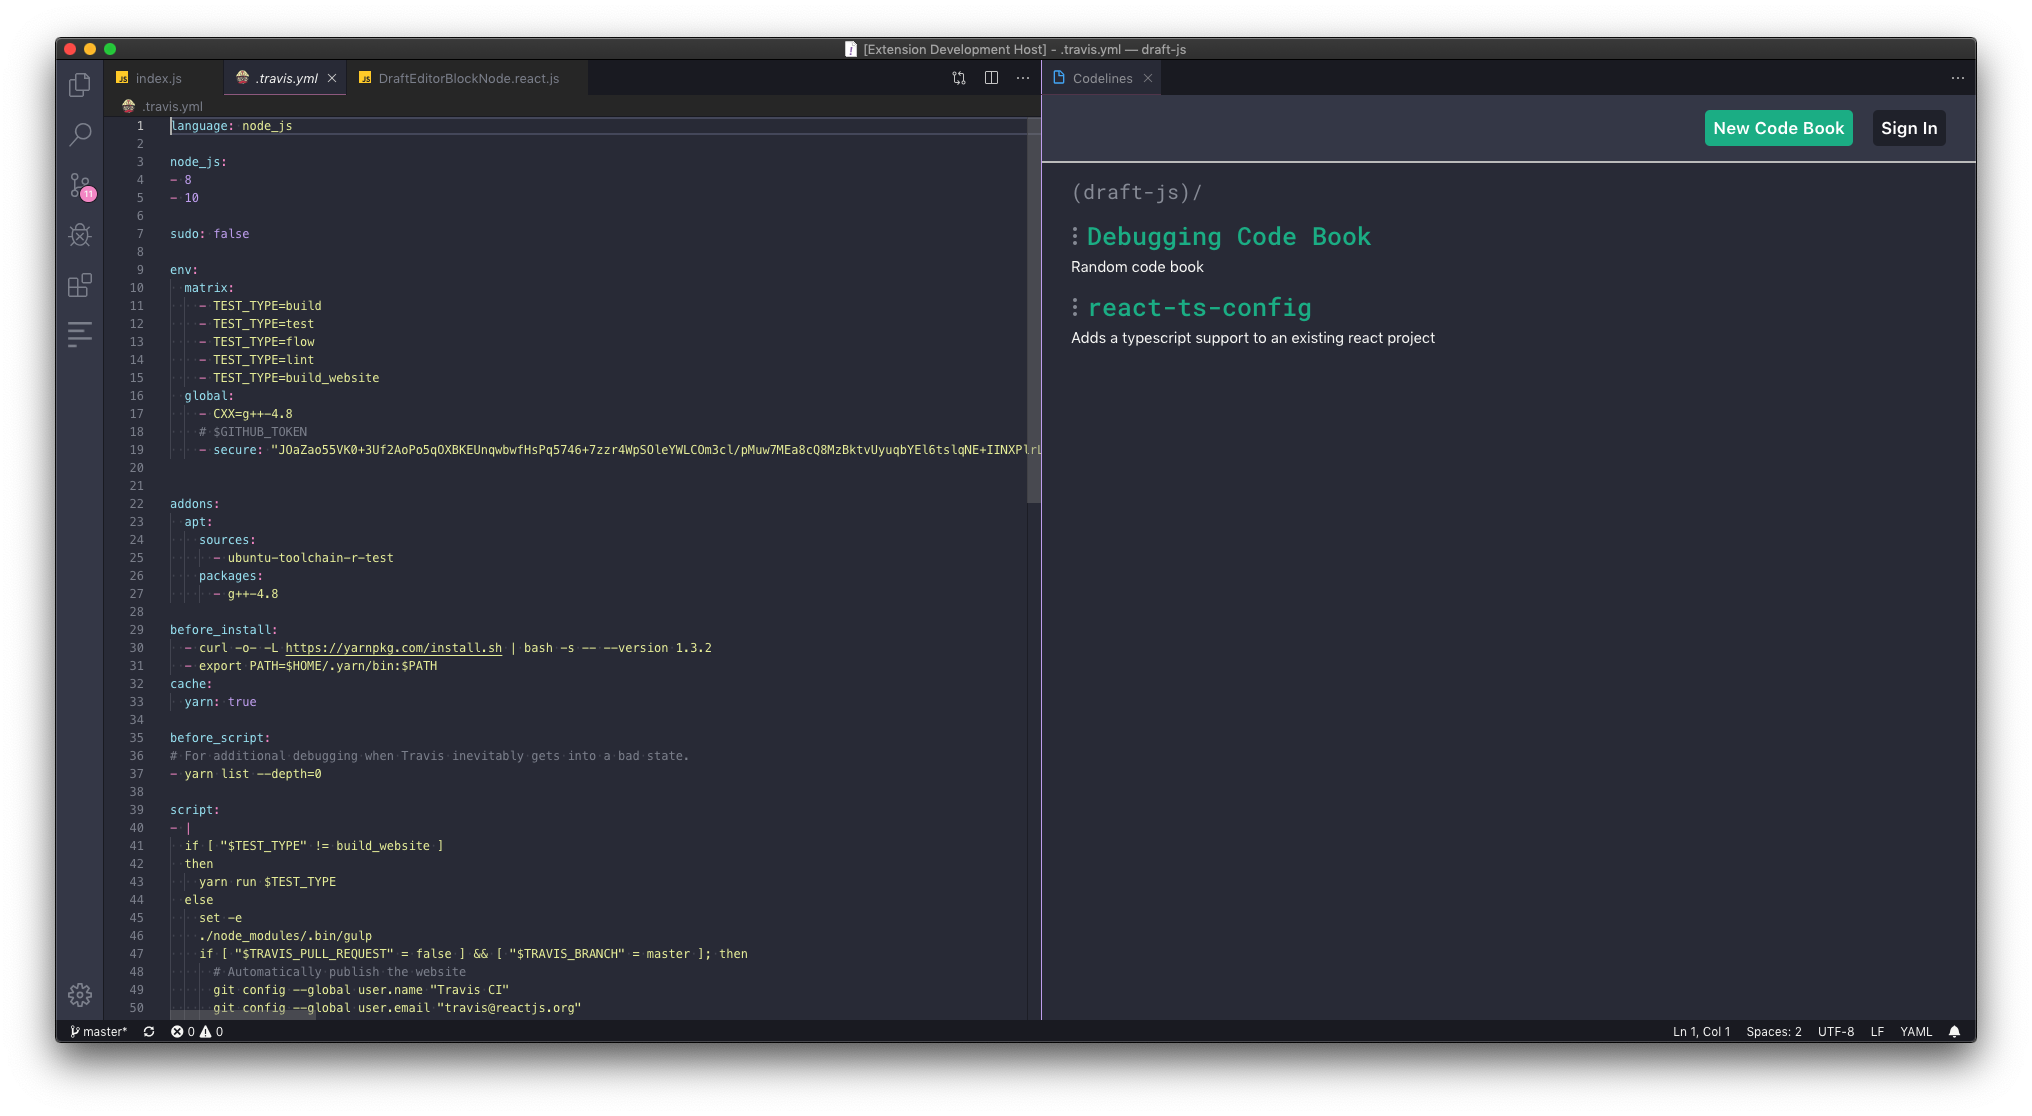 [Extension Development Host] - .travis.yml — draft-js
index.js
.travis.yml
DraftEditorBlockNode.react.js
Codelines
.travis.yml
New Code Book
Sign In
11
1 language: node_js
2
3 node_js:
4 - 8
5 - 10
6
7 sudo: false
8
9 env:
10 matrix:
11 - TEST_TYPE=build
12 - TEST_TYPE=test
13 - TEST_TYPE=flow
14 - TEST_TYPE=lint
15 - TEST_TYPE=build_website
16 global:
17 - CXX=g++-4.8
18 # $GITHUB_TOKEN
19 - secure: "JOaZao55VK0+3Uf2AoPo5qOXBKEUnqwbwfHsPq5746+7zzr4WpSOleYWLCOm3cl/pMuw7MEa8cQ8MzBktvUyuqbYEl6tslqNE+IINXPlrL
20
21
22 addons:
23 apt:
24 sources:
25 - ubuntu-toolchain-r-test
26 packages:
27 - g++-4.8
28
29 before_install:
30 - curl -o- -L https://yarnpkg.com/install.sh | bash -s -- --version 1.3.2
31 - export PATH=$HOME/.yarn/bin:$PATH
32 cache:
33 yarn: true
34
35 before_script:
36 # For additional debugging when Travis inevitably gets into a bad state.
37 - yarn list --depth=0
38
39 script:
40 - |
41 if [ "$TEST_TYPE" != build_website ]
42 then
43 yarn run $TEST_TYPE
44 else
45 set -e
46 ./node_modules/.bin/gulp
47 if [ "$TRAVIS_PULL_REQUEST" = false ] && [ "$TRAVIS_BRANCH" = master ]; then
48 # Automatically publish the website
49 git config --global user.name "Travis CI"
50 git config --global user.email "travis@reactjs.org"
(draft-js)/
Debugging Code Book
Random code book
react-ts-config
Adds a typescript support to an existing react project
master*
0
0
Ln 1, Col 1
Spaces: 2
UTF-8
LF
YAML